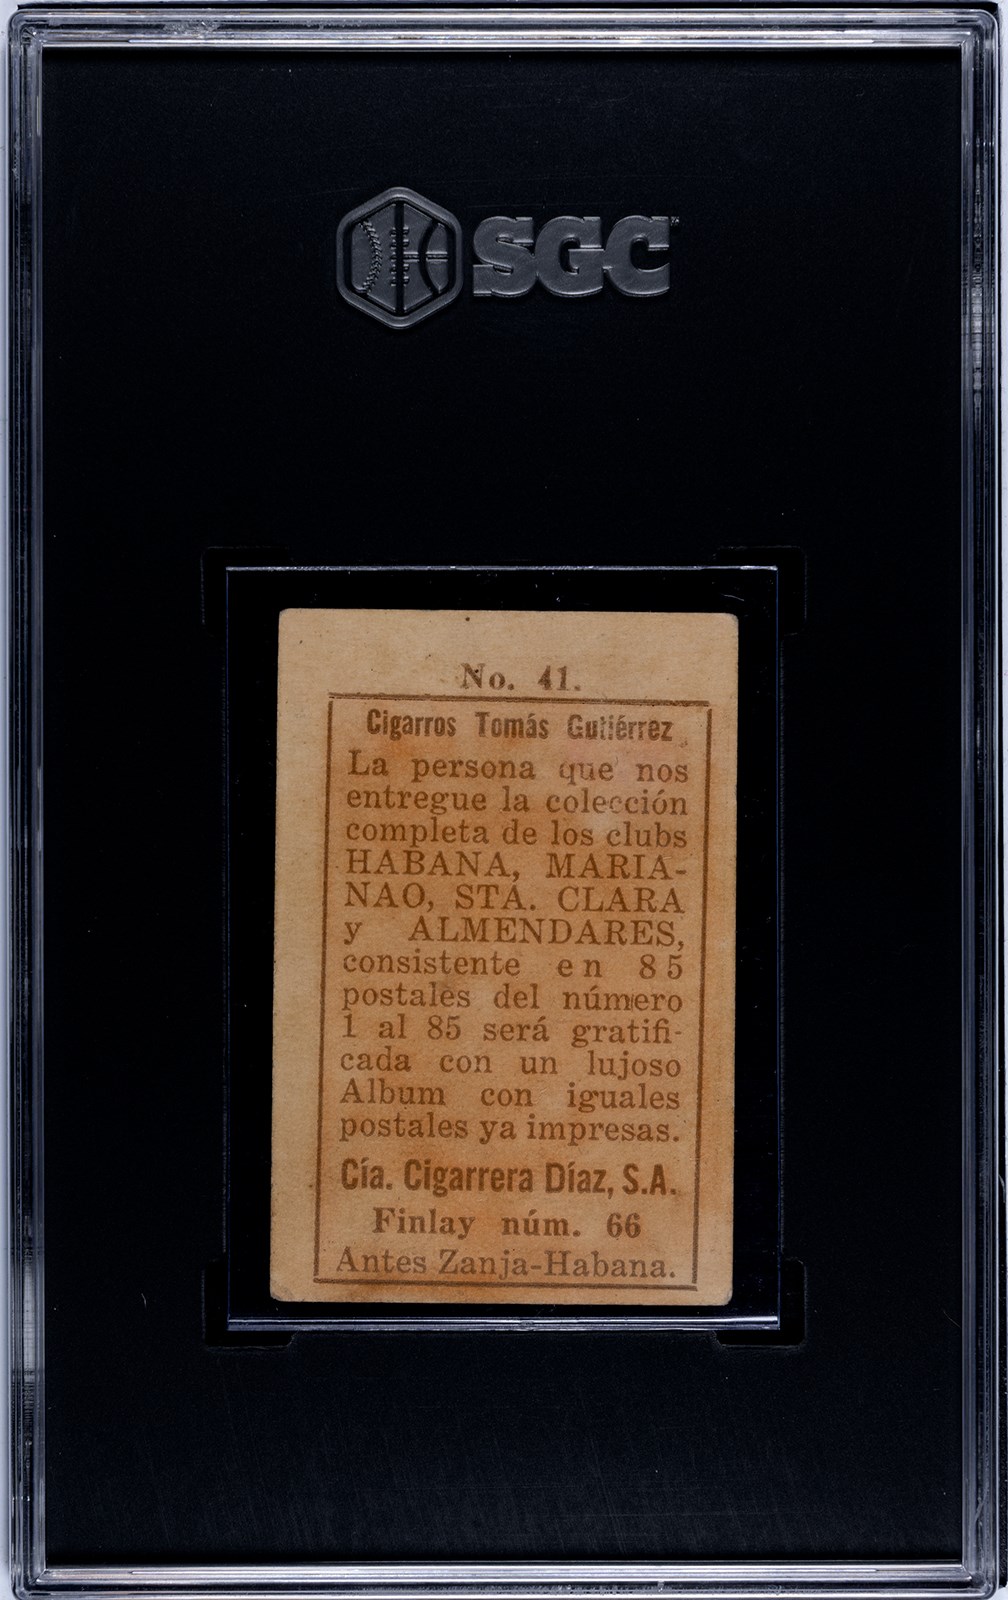 SGC
No. 41.
Cigarros Tomás Gutiérrez
La persona que nos
entregue la colección
completa de los clubs
HABANA, MARIA-
NAO, STA. CLARA
y ALMENDARES,
consistente en 85
postales del número
1 al 85 será gratifi-
cada con un lujoso
Album con iguales
postales ya impresas.
Cía. Cigarrera Díaz, S.A.
Finlay núm. 66
Antes Zanja-Habana.